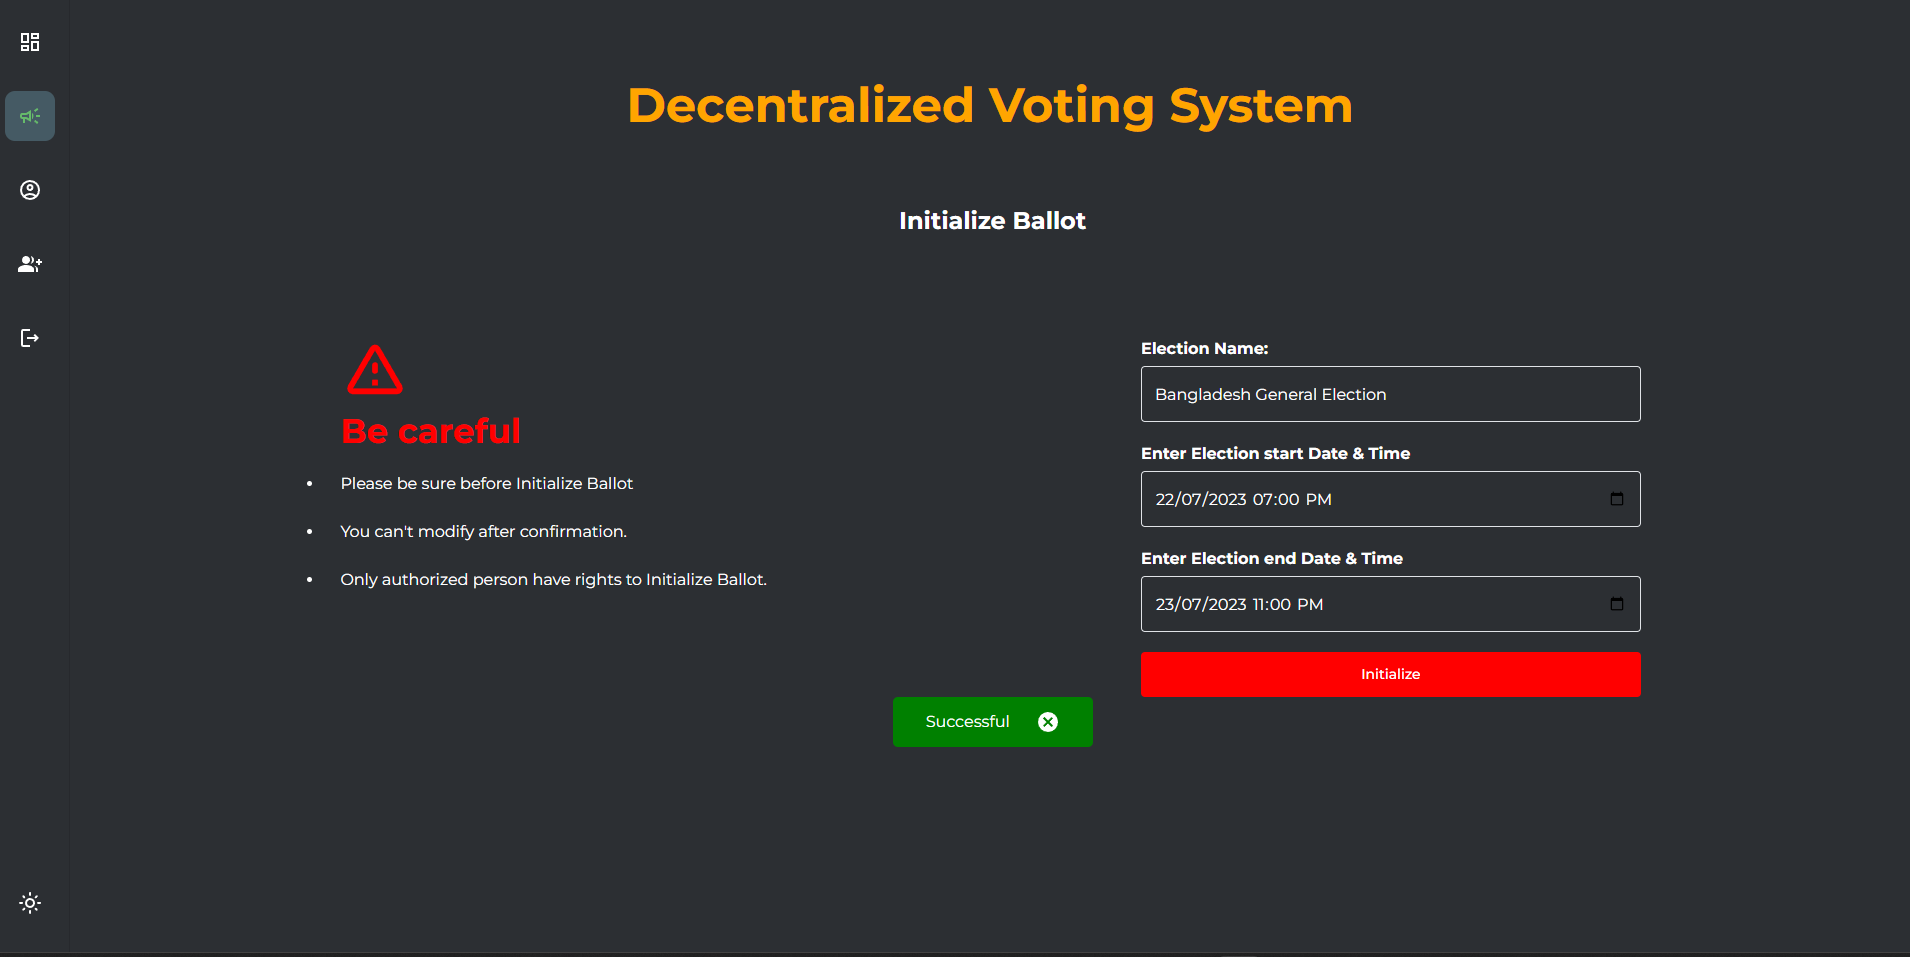 Decentralized Voting System
Initialize Ballot
Be careful
Please be sure before Initialize Ballot
You can't modify after confirmation.
Only authorized person have rights to Initialize Ballot.
Election Name:
Bangladesh General Election
Enter Election start Date & Time
22/07/2023 07:00 PM
Enter Election end Date & Time
23/07/2023 11:00 PM
Initialize
Successful